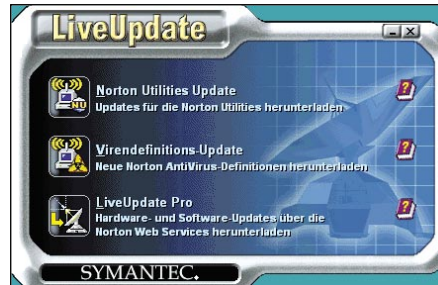 LiveUpdate
Norton Utilities Update
Updates für die Norton Utilities herunterladen
NU
Virendefinitions-Update
Neue Norton AntiVirus-Definitionen herunterladen
LiveUpdate Pro
Hardware- und Software-Updates über die
Norton Web Services herunterladen
SYMANTEC.